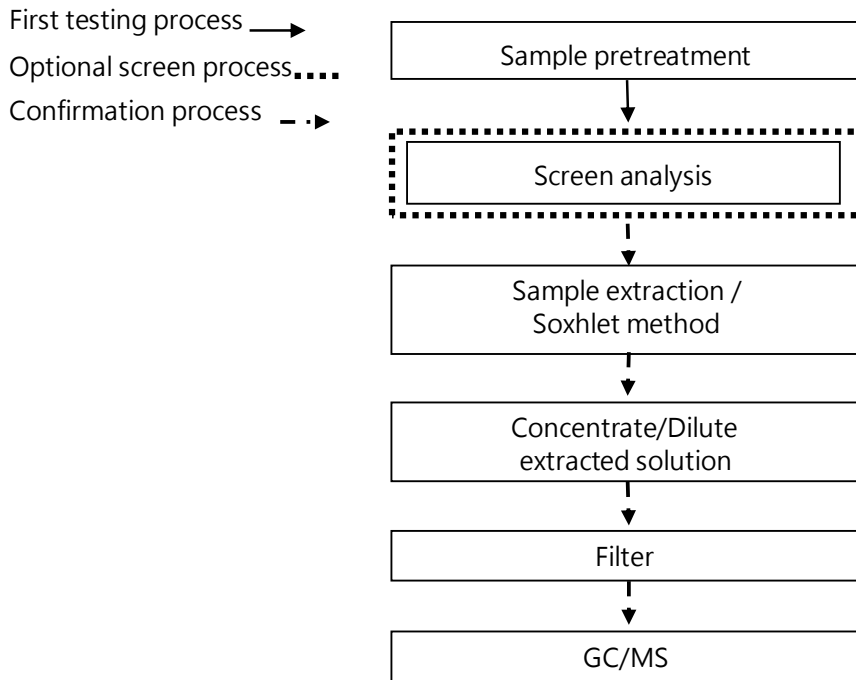 First testing process
Optional screen process
Confirmation process
Sample pretreatment
Screen analysis
Sample extraction /
Soxhlet method
Concentrate/Dilute
extracted solution
Filter
GC/MS